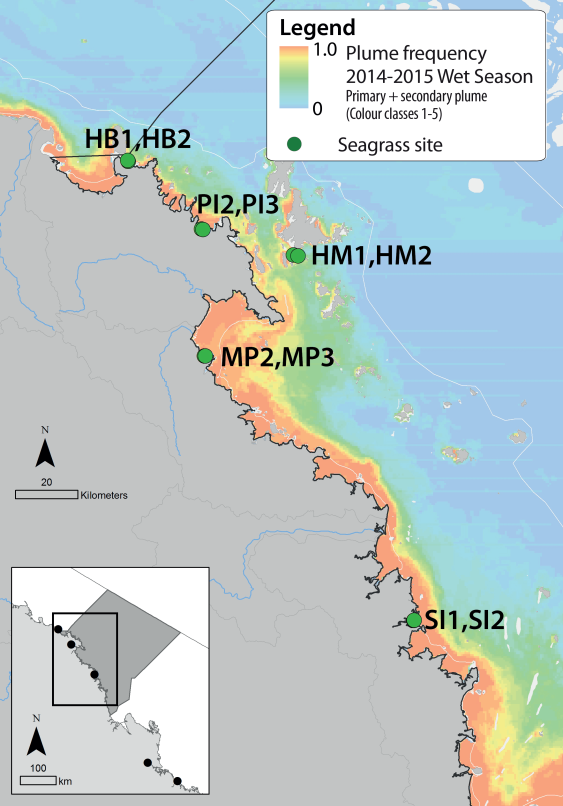 Legend
1.0
Plume frequency
2014-2015 Wet Season
Primary + secondary plume
(Colour classes 1-5)
0
Seagrass site
HB1,HB2
PI2,PI3
HM1,HM2
MP2,MP3
N
20
Kilometers
SI1,SI2
N
100
km